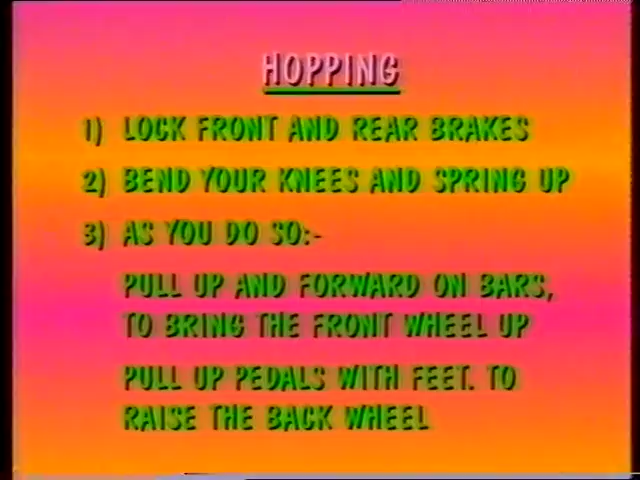 HOPPING
1) LOCK FRONT AND REAR BRAKES
2) BEND YOUR KNEES AND SPRING UP
3) AS YOU DO SO:-
PULL UP AND FORWARD ON BARS,
TO BRING THE FRONT WHEEL UP
PULL UP PEDALS WITH FEET. TO
RAISE THE BACK WHEEL